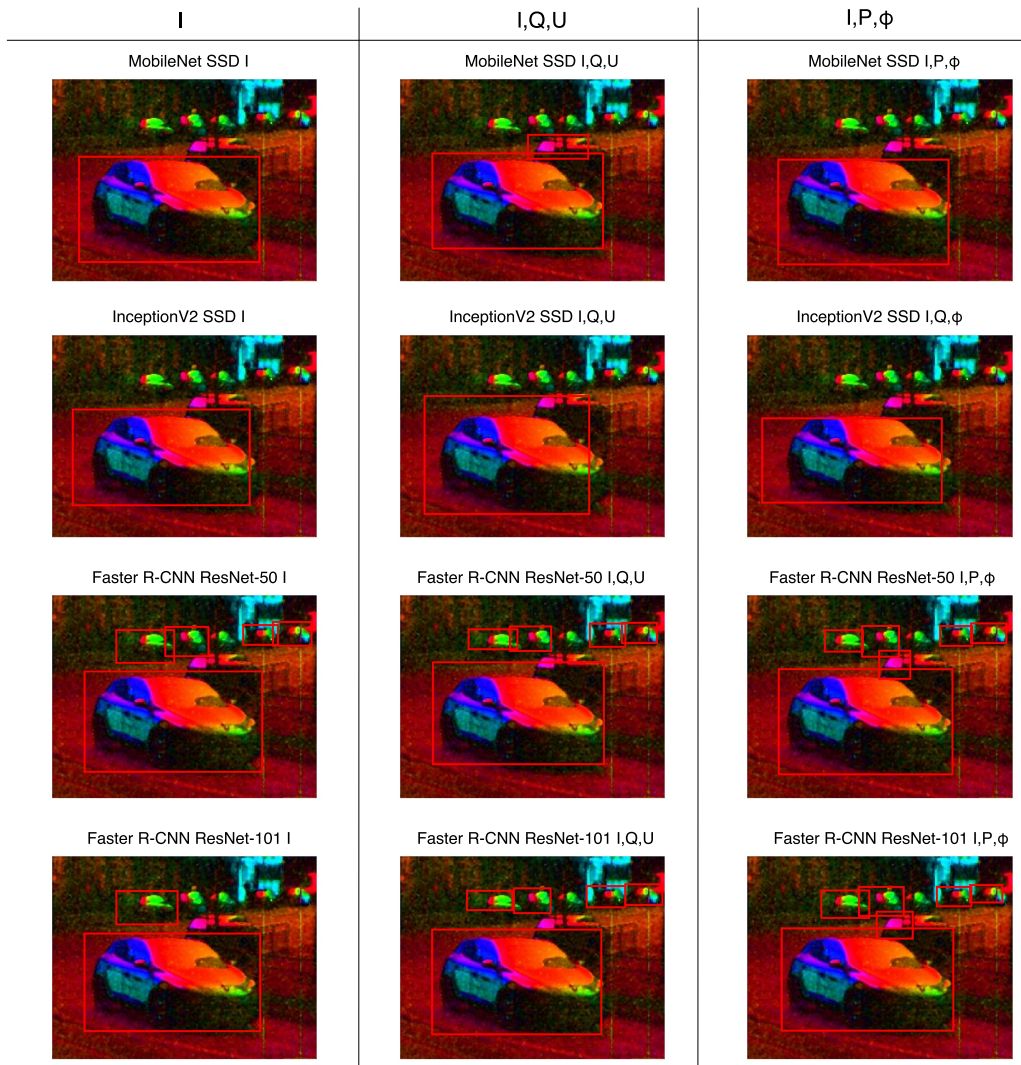 I I,Q,U I,P,ϕ
MobileNet SSD I MobileNet SSD I,Q,U MobileNet SSD I,P,ϕ
InceptionV2 SSD I InceptionV2 SSD I,Q,U InceptionV2 SSD I,Q,ϕ
Faster R-CNN ResNet-50 I Faster R-CNN ResNet-50 I,Q,U Faster R-CNN ResNet-50 I,P,ϕ
Faster R-CNN ResNet-101 I Faster R-CNN ResNet-101 I,Q,U Faster R-CNN ResNet-101 I,P,ϕ